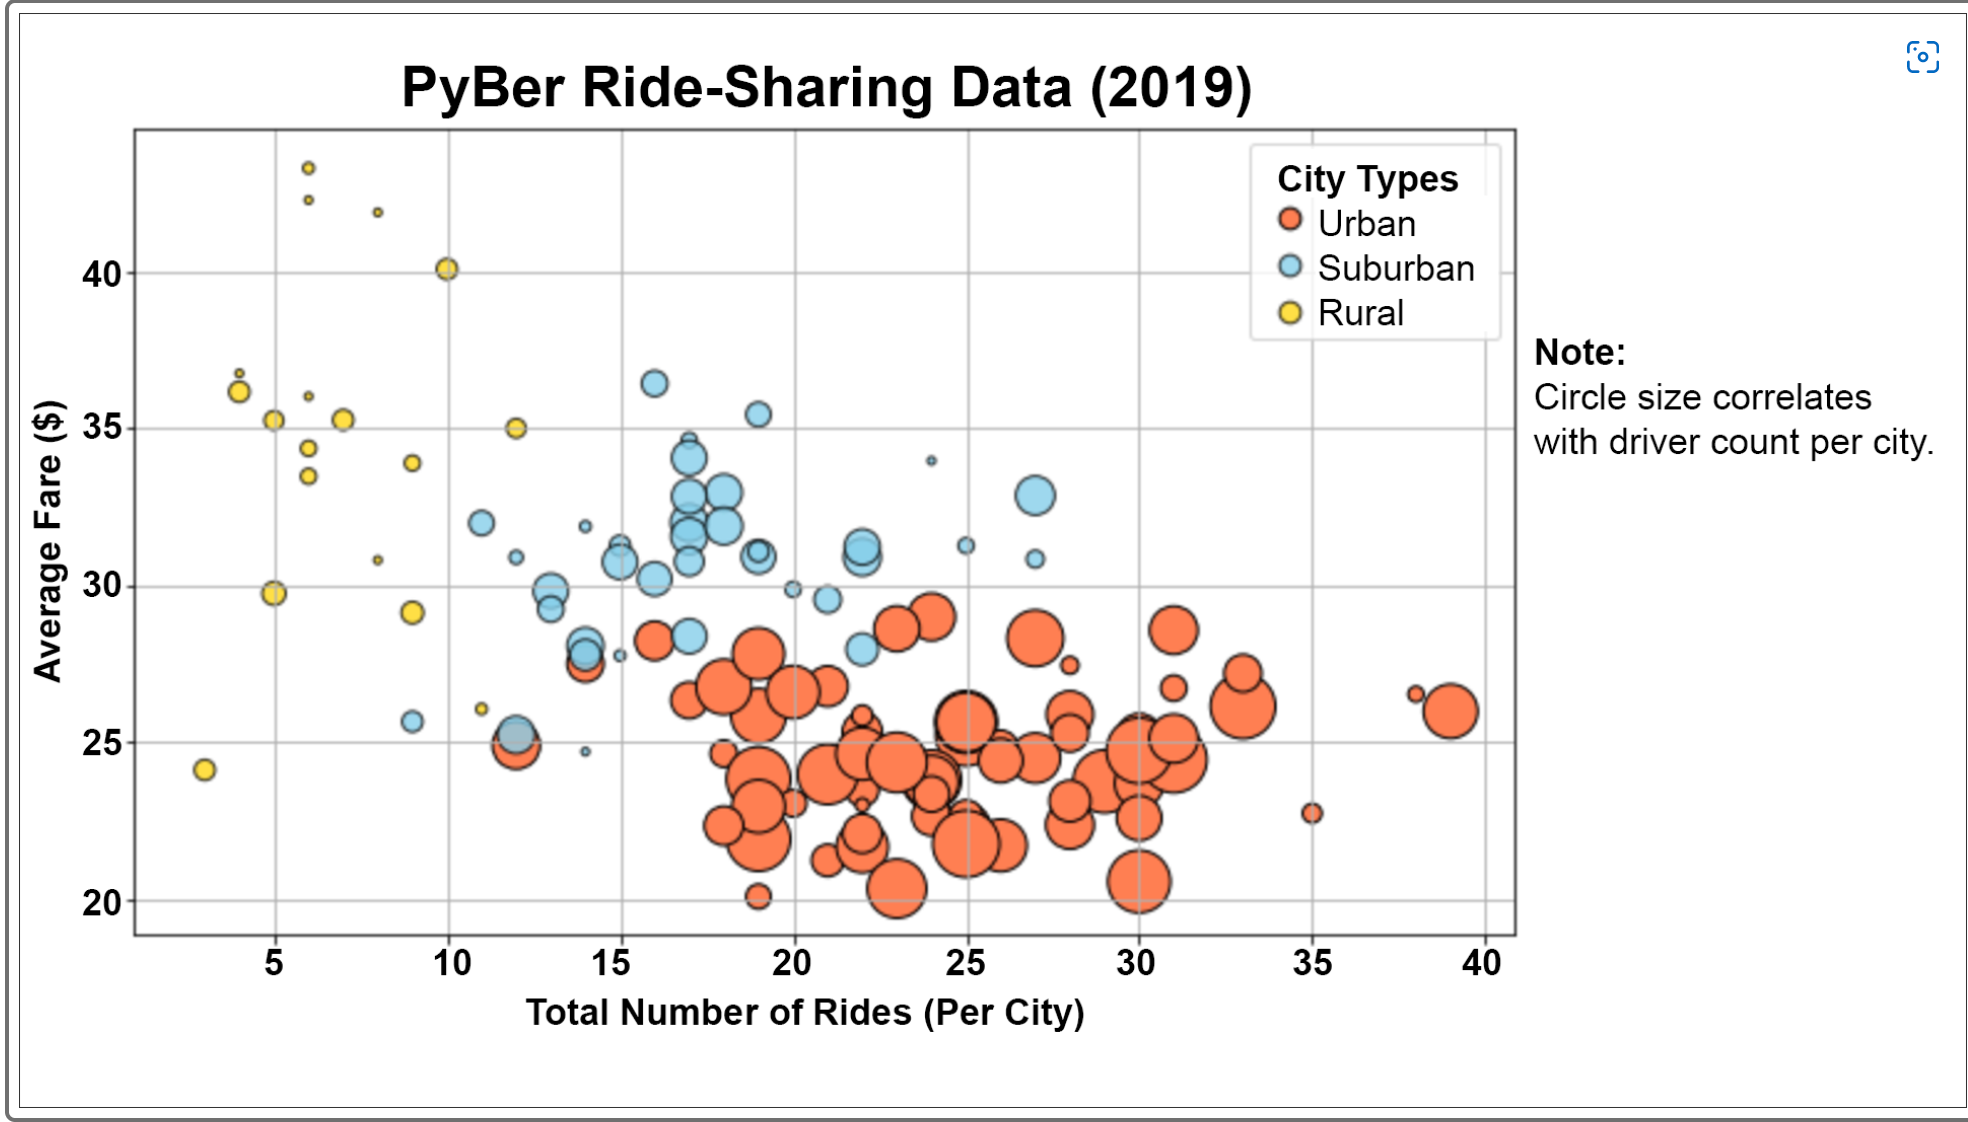 PyBer Ride-Sharing Data (2019)
City Types
Urban
Suburban
Rural
Note:
Circle size correlates
with driver count per city.
Average Fare ($)
40
35
30
25
20
5 10 15 20 25 30 35 40
Total Number of Rides (Per City)